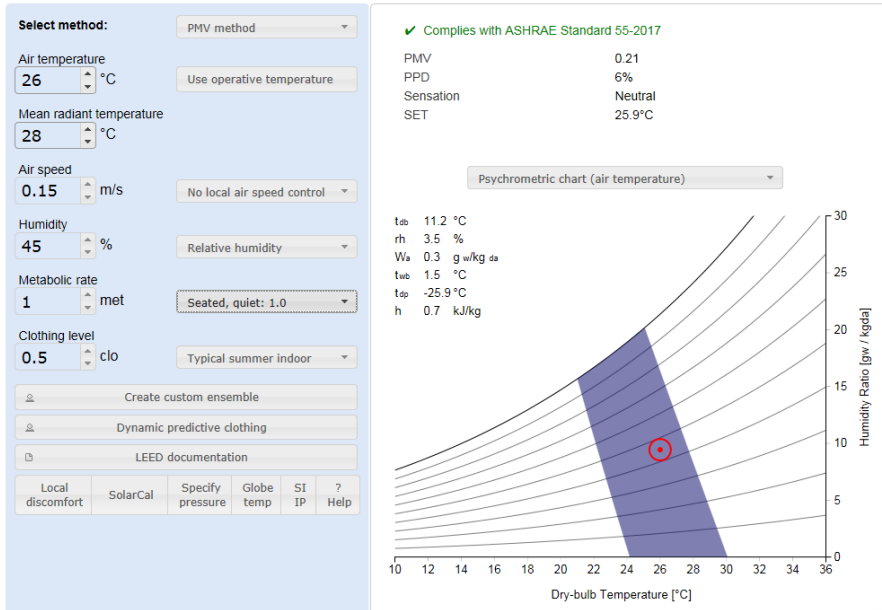 Select method: PMV method
Air temperature
26 °C Use operative temperature
Mean radiant temperature
28 °C
Air speed
0.15 m/s No local air speed control
Humidity
45 % Relative humidity
Metabolic rate
1 met Seated, quiet: 1.0
Clothing level
0.5 clo Typical summer indoor
Create custom ensemble
Dynamic predictive clothing
LEED documentation
Local discomfort SolarCal Specify pressure Globe temp SI IP ? Help
✔ Complies with ASHRAE Standard 55-2017
PMV 0.21
PPD 6%
Sensation Neutral
SET 25.9°C
Psychrometric chart (air temperature)
tdb 11.2 °C
rh 3.5 %
Wa 0.3 g w/kg da
twb 1.5 °C
tdp -25.9 °C
h 0.7 kJ/kg
30
25
20
15
10
5
0
Humidity Ratio [gw / kgda]
10 12 14 16 18 20 22 24 26 28 30 32 34 36
Dry-bulb Temperature [°C]